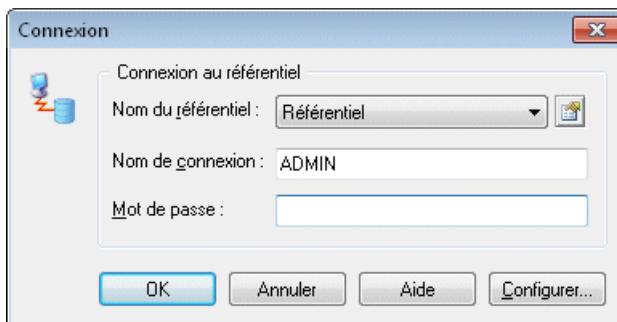 Connexion
Connexion au référentiel
Nom du référentiel : Référentiel
Nom de connexion : ADMIN
Mot de passe :
OK Annuler Aide Configurer...